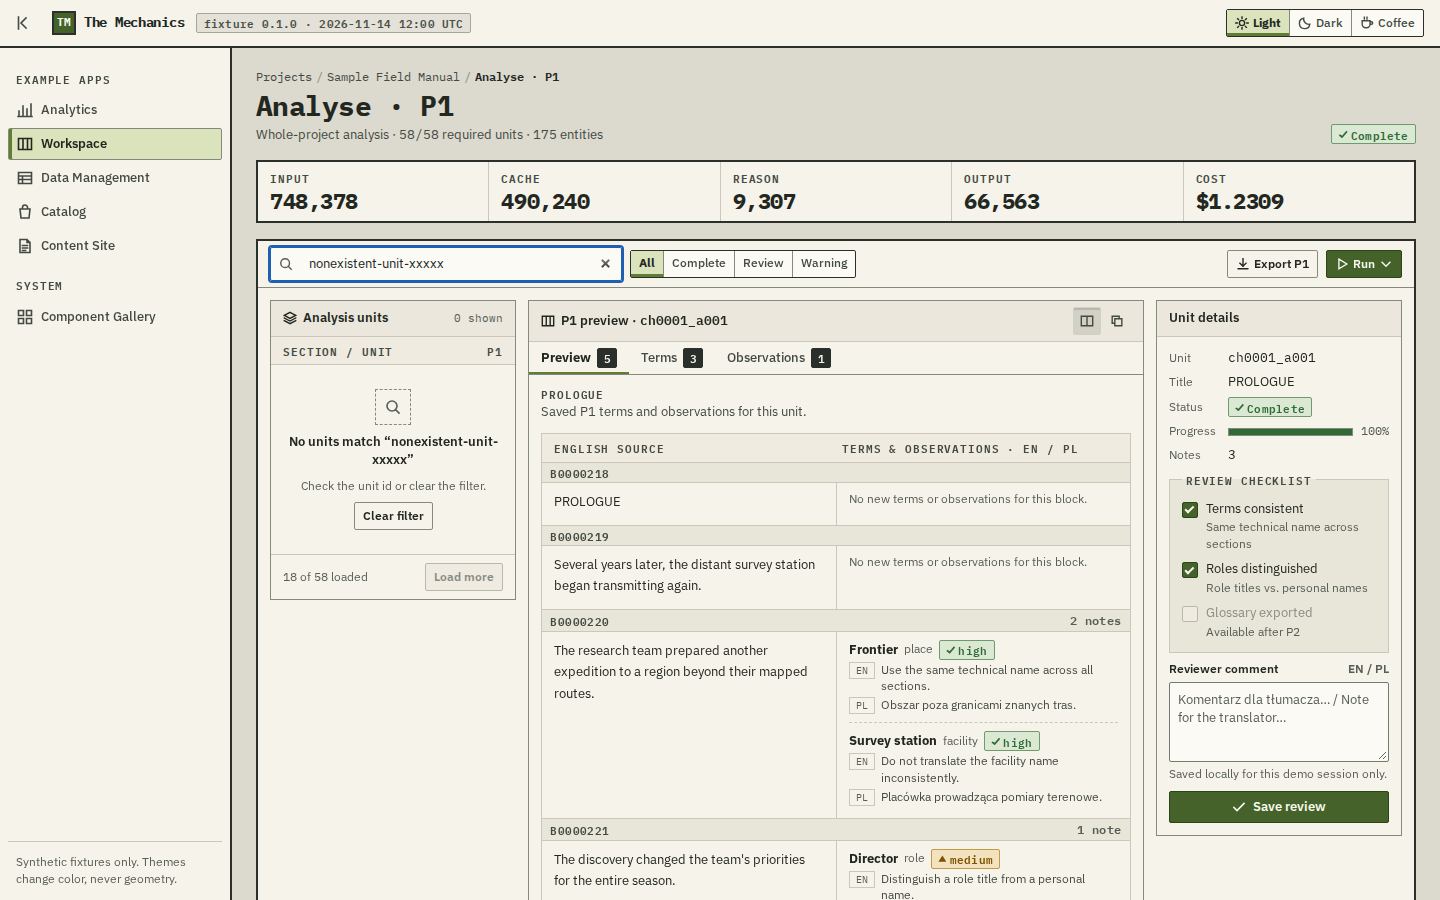 TM The Mechanics fixture 0.1.0 · 2026-11-14 12:00 UTC Light Dark Coffee
EXAMPLE APPS
Analytics
Workspace
Data Management
Catalog
Content Site
SYSTEM
Component Gallery
Synthetic fixtures only. Themes
change color, never geometry.
Projects / Sample Field Manual / Analyse · P1
Analyse · P1
Whole-project analysis · 58/58 required units · 175 entities
Complete
INPUT
748,378
CACHE
490,240
REASON
9,307
OUTPUT
66,563
COST
$1.2309
nonexistent-unit-xxxxx
All Complete Review Warning
Export P1
Run
Analysis units 0 shown
SECTION / UNIT P1
No units match “nonexistent-unit-
xxxxx”
Check the unit id or clear the filter.
Clear filter
18 of 58 loaded
Load more
P1 preview · ch0001_a001
Preview 5 Terms 3 Observations 1
PROLOGUE
Saved P1 terms and observations for this unit.
ENGLISH SOURCE TERMS & OBSERVATIONS · EN / PL
B0000218
PROLOGUE
No new terms or observations for this block.
B0000219
Several years later, the distant survey station
began transmitting again.
No new terms or observations for this block.
B0000220 2 notes
The research team prepared another
expedition to a region beyond their mapped
routes.
Frontier place high
EN Use the same technical name across all
sections.
PL Obszar poza granicami znanych tras.
Survey station facility high
EN Do not translate the facility name
inconsistently.
PL Placówka prowadząca pomiary terenowe.
B0000221 1 note
The discovery changed the team's priorities
for the entire season.
Director role medium
EN Distinguish a role title from a personal
name.
Unit details
Unit ch0001_a001
Title PROLOGUE
Status Complete
Progress 100%
Notes 3
REVIEW CHECKLIST
Terms consistent
Same technical name across
sections
Roles distinguished
Role titles vs. personal names
Glossary exported
Available after P2
Reviewer comment EN / PL
Komentarz dla tłumacza… / Note
for the translator…
Saved locally for this demo session only.
Save review